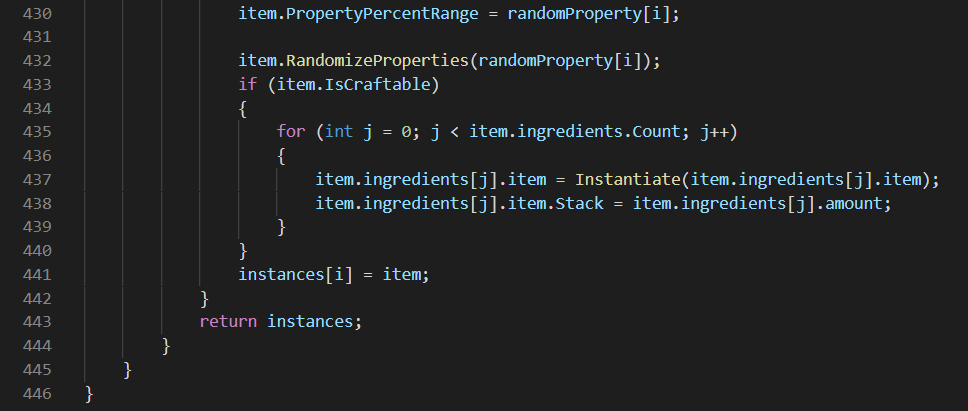 430 item.PropertyPercentRange = randomProperty[i];
431
432 item.RandomizeProperties(randomProperty[i]);
433 if (item.IsCraftable)
434 {
435 for (int j = 0; j < item.ingredients.Count; j++)
436 {
437 item.ingredients[j].item = Instantiate(item.ingredients[j].item);
438 item.ingredients[j].item.Stack = item.ingredients[j].amount;
439 }
440 }
441 instances[i] = item;
442 }
443 return instances;
444 }
445 }
446 }